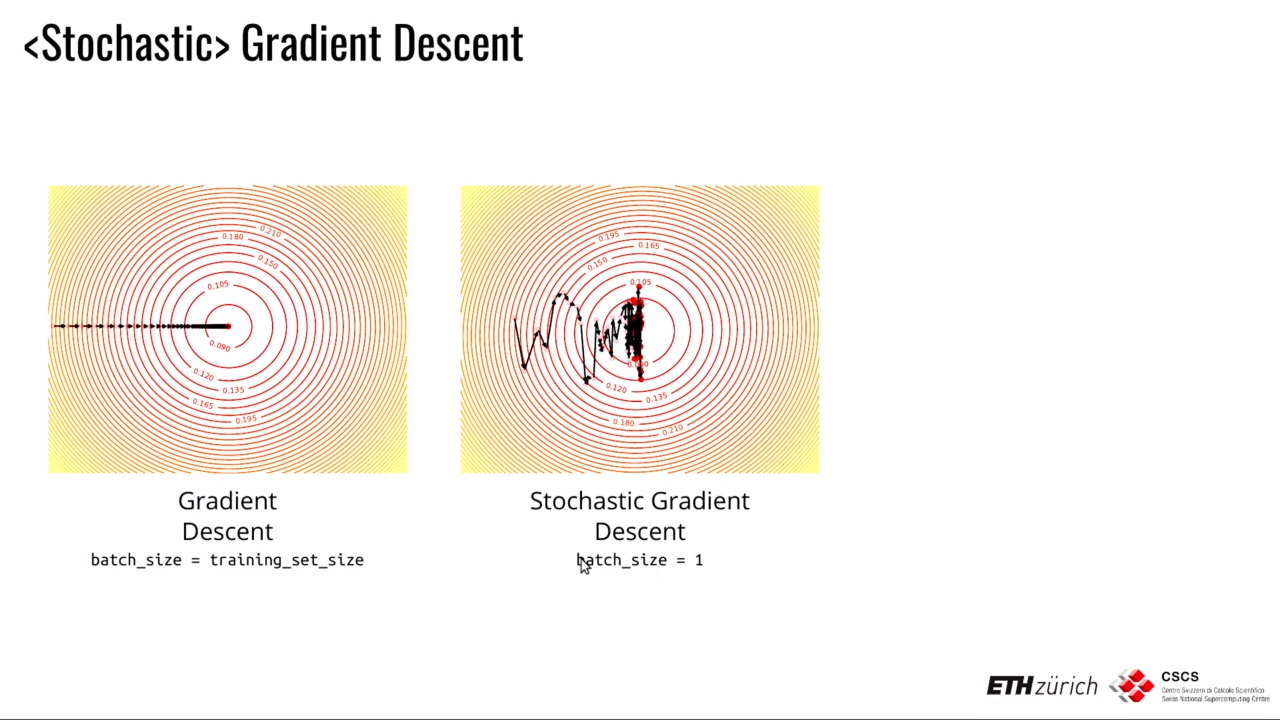 <Stochastic> Gradient Descent
0.210
0.180
0.150
0.105
0.090
0.120
0.135
0.165
0.195
0.195
0.165
0.150
0.105
0.120
0.135
0.180
0.210
Gradient
Descent
batch_size = training_set_size
Stochastic Gradient
Descent
batch_size = 1
ETH zürich
CSCS
Centro Svizzero di Calcolo Scientifico
Swiss National Supercomputing Centre